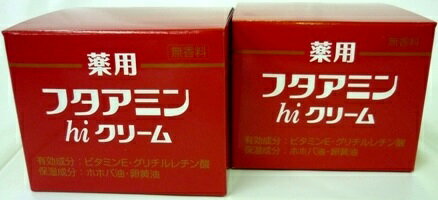 無香料
薬用
フタアミン
hiクリーム
有効成分：ビタミンE・グリチルレチン酸
保湿成分：ホホバ油・卵黄油
無香料
薬用
フタアミン
hiクリーム
有効成分：ビタミンE・グリチルレチン酸
保湿成分：ホホバ油・卵黄油